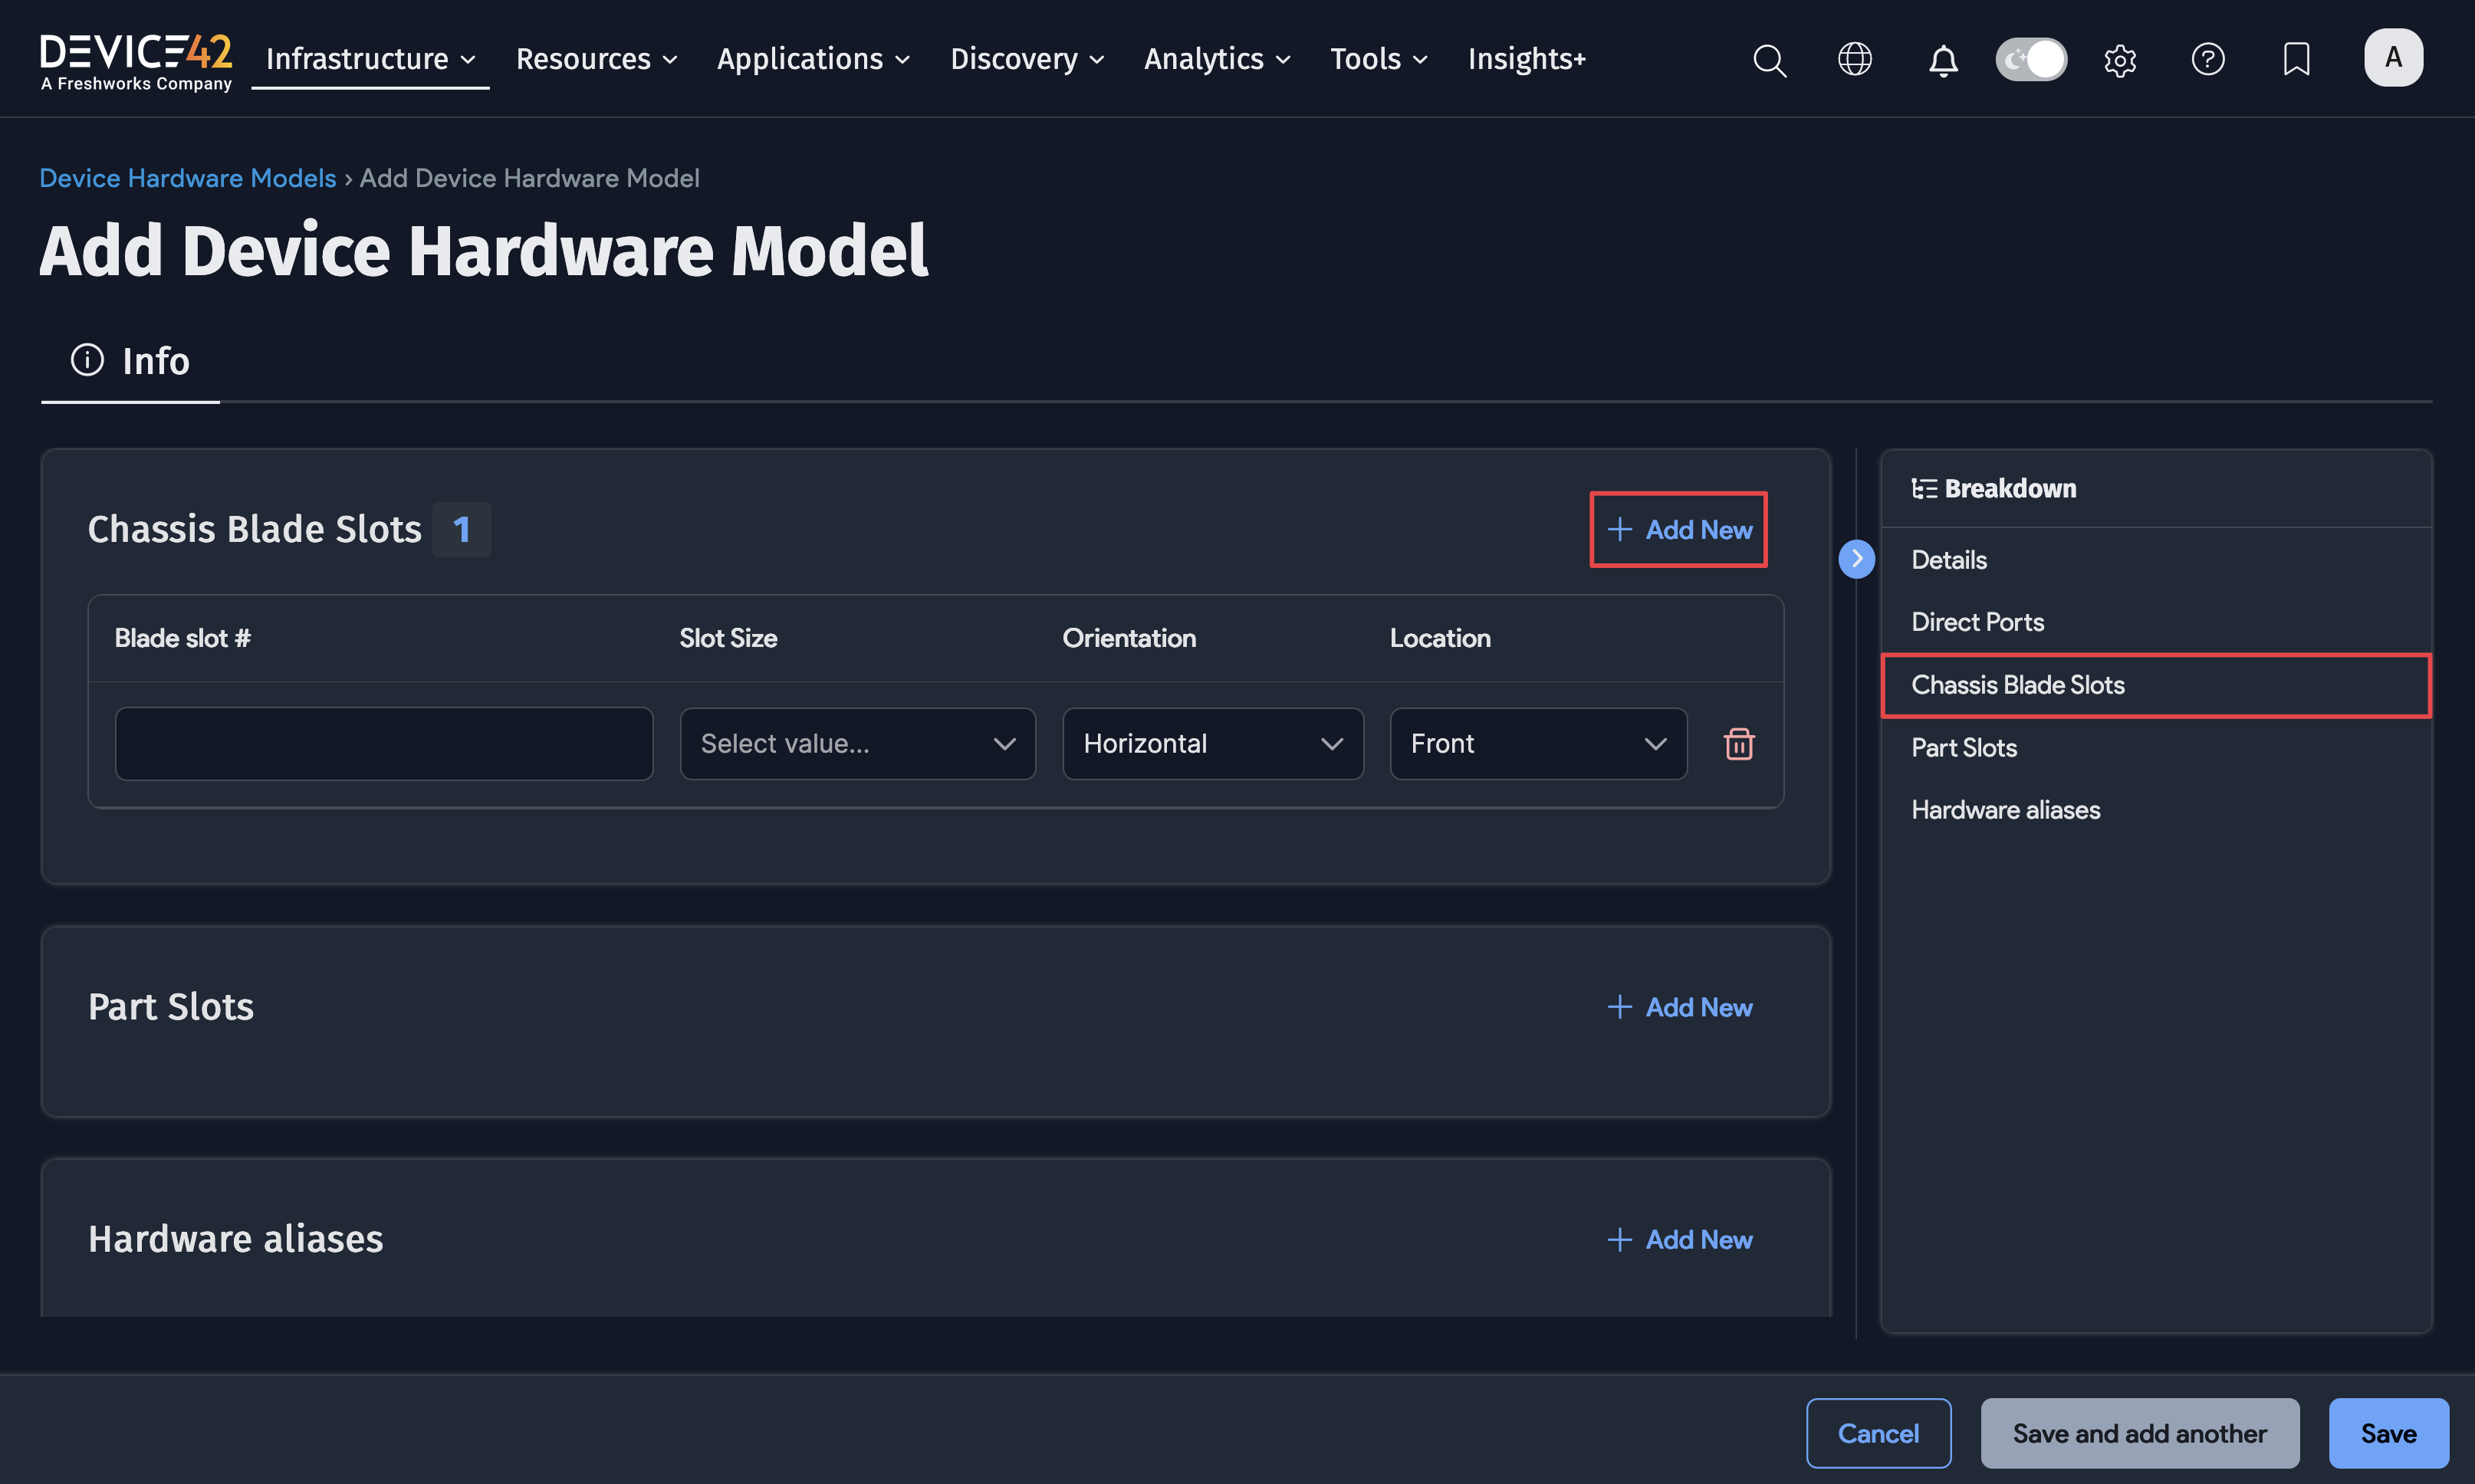 DEVICE42
A Freshworks Company
Infrastructure Resources Applications Discovery Analytics Tools Insights+
A
Device Hardware Models › Add Device Hardware Model
Add Device Hardware Model
Info
Chassis Blade Slots 1
+ Add New
Blade slot # Slot Size Orientation Location
Select value... Horizontal Front
Part Slots
+ Add New
Hardware aliases
+ Add New
Breakdown
Details
Direct Ports
Chassis Blade Slots
Part Slots
Hardware aliases
Cancel Save and add another Save